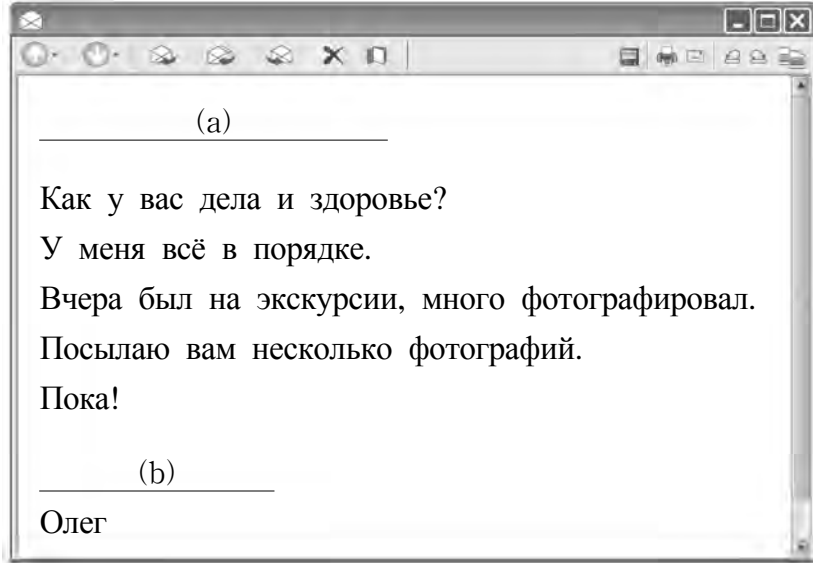 (a)
Как у вас дела и здоровье?
У меня всё в порядке.
Вчера был на экскурсии, много фотографировал.
Посылаю вам несколько фотографий.
Пока!
(b)
Олег